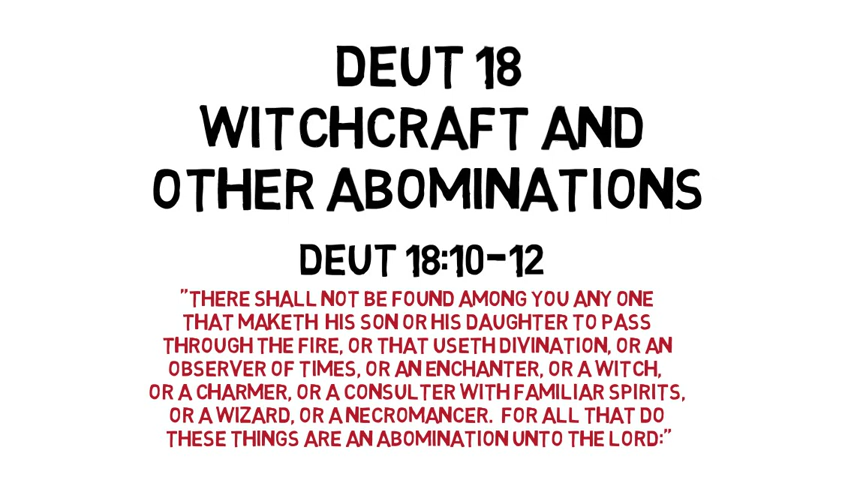 DEUT 18
WITCHCRAFT AND
OTHER ABOMINATIONS
DEUT 18:10-12
"THERE SHALL NOT BE FOUND AMONG YOU ANY ONE
THAT MAKETH HIS SON OR HIS DAUGHTER TO PASS
THROUGH THE FIRE, OR THAT USETH DIVINATION, OR AN
OBSERVER OF TIMES, OR AN ENCHANTER, OR A WITCH,
OR A CHARMER, OR A CONSULTER WITH FAMILIAR SPIRITS,
OR A WIZARD, OR A NECROMANCER. FOR ALL THAT DO
THESE THINGS ARE AN ABOMINATION UNTO THE LORD:"